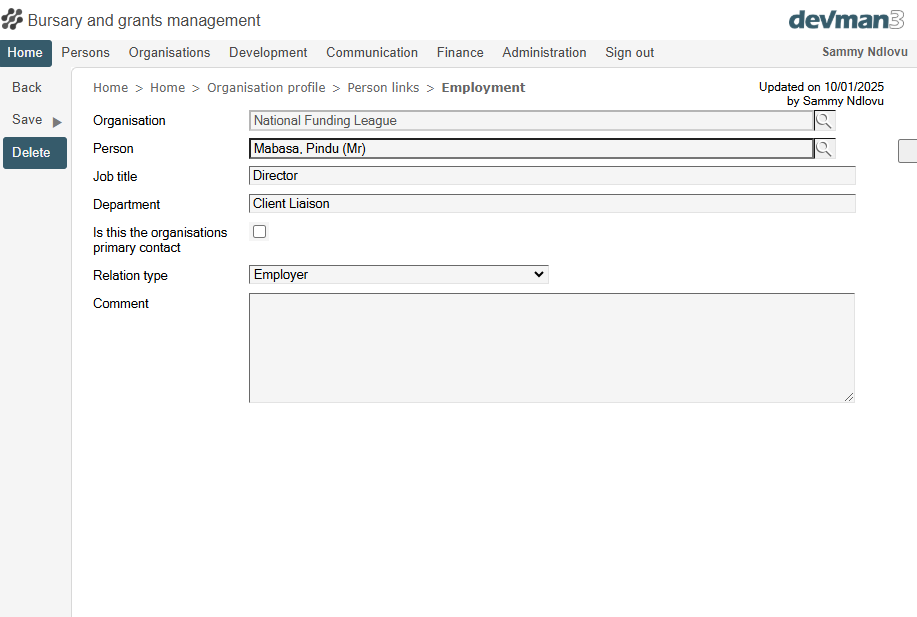 Bursary and grants management
devman3
Home Persons Organisations Development Communication Finance Administration Sign out Sammy Ndlovu
Back
Save
Delete
Home > Home > Organisation profile > Person links > Employment
Updated on 10/01/2025
by Sammy Ndlovu
Organisation National Funding League
Person Mabasa, Pindu (Mr)
Job title Director
Department Client Liaison
Is this the organisations
primary contact
Relation type Employer
Comment